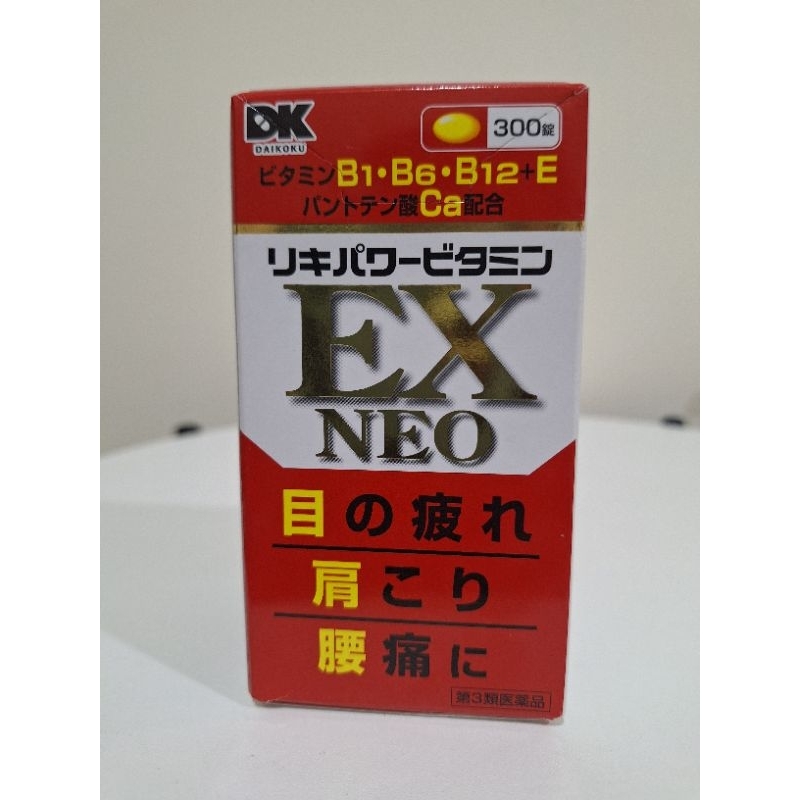 DK
DAIKOKU
300錠
ビタミンB1・B6・B12+E
パントテン酸Ca配合
リキパワービタミン
EX
NEO
目の疲れ
肩こり
腰痛に
第3類医薬品